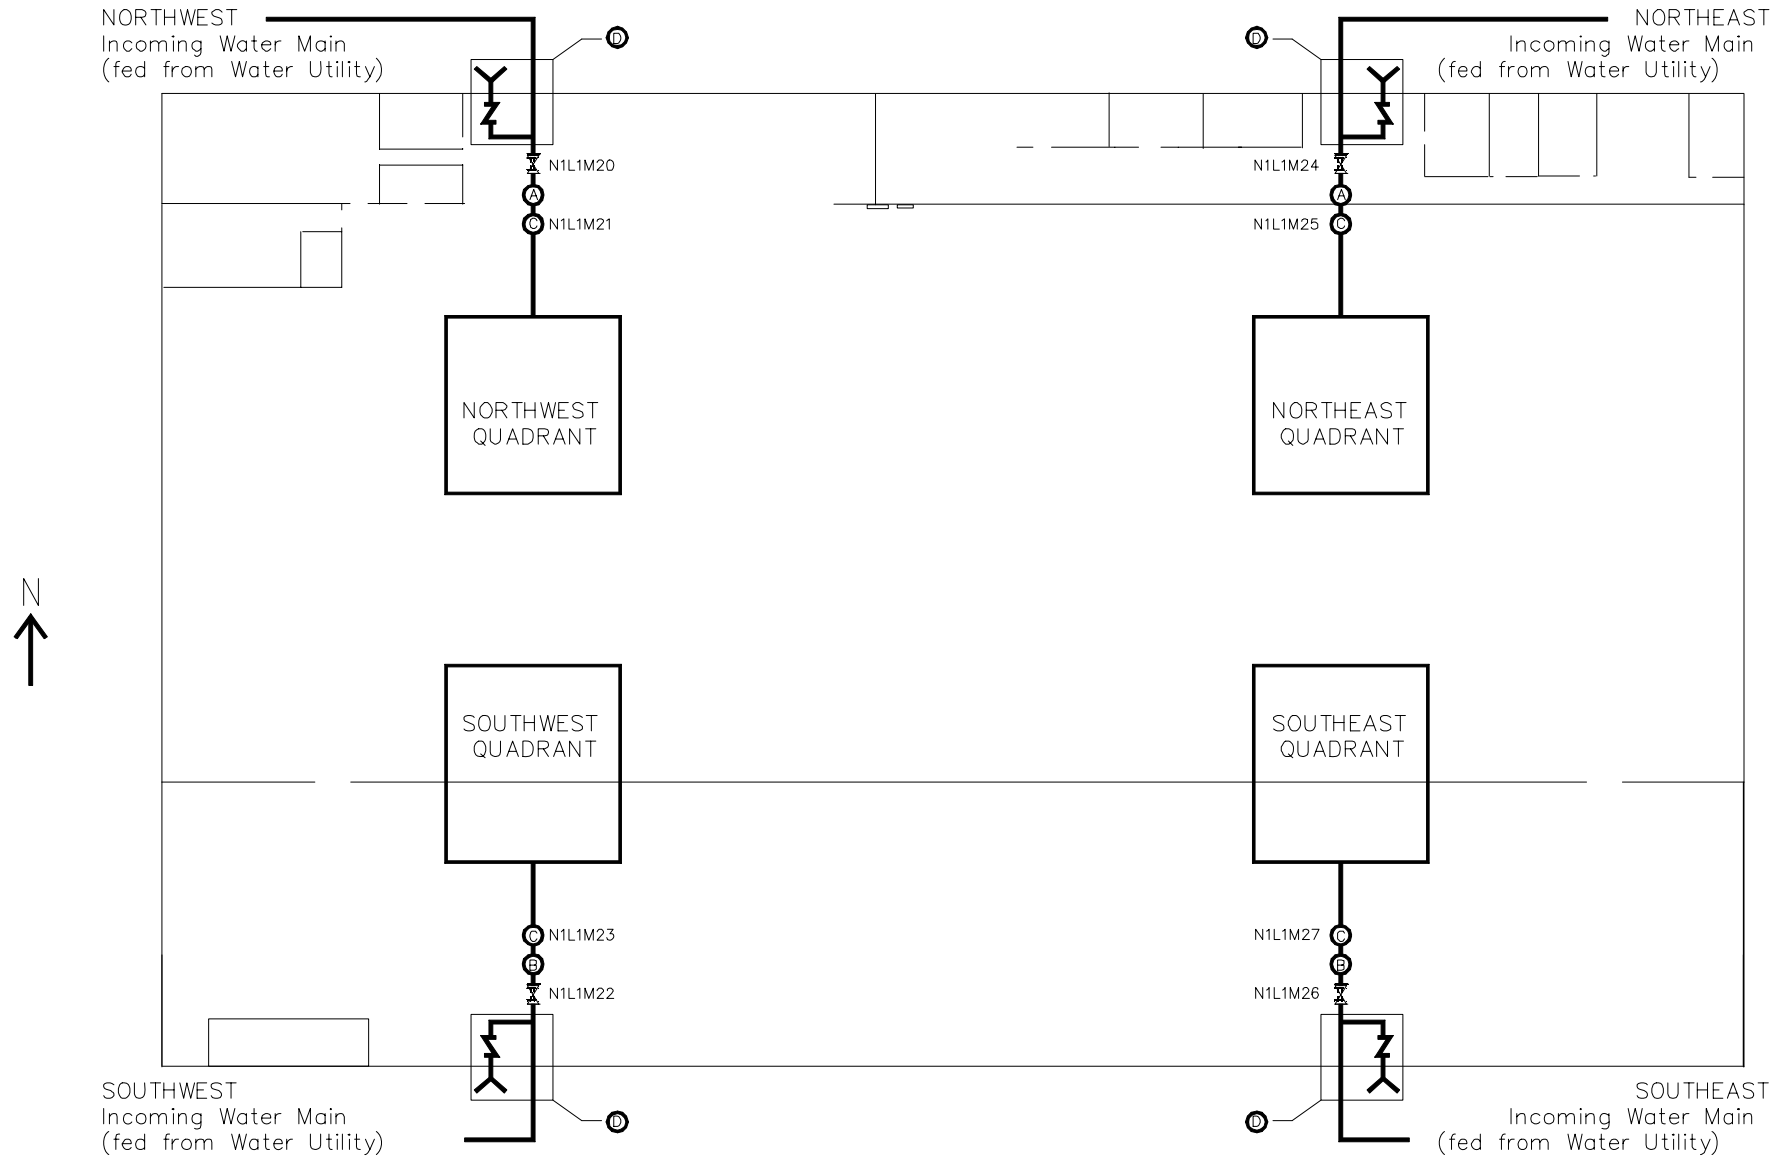 NORTHWEST
Incoming Water Main
(fed from Water Utility)
D
D
NORTHEAST
Incoming Water Main
(fed from Water Utility)
N1L1M20
A
C N1L1M21
N1L1M24
A
N1L1M25 C
NORTHWEST
QUADRANT
NORTHEAST
QUADRANT
N
SOUTHWEST
QUADRANT
SOUTHEAST
QUADRANT
C N1L1M23
B
N1L1M22
N1L1M27 C
B
N1L1M26
SOUTHWEST
Incoming Water Main
(fed from Water Utility)
D
D
SOUTHEAST
Incoming Water Main
(fed from Water Utility)